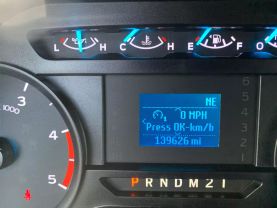 L H C H E F O
1000
NE
0 MPH
Press OK-km/h
139626 mi
3
4
5
6
5
4
3
2
P R N D M 2 1